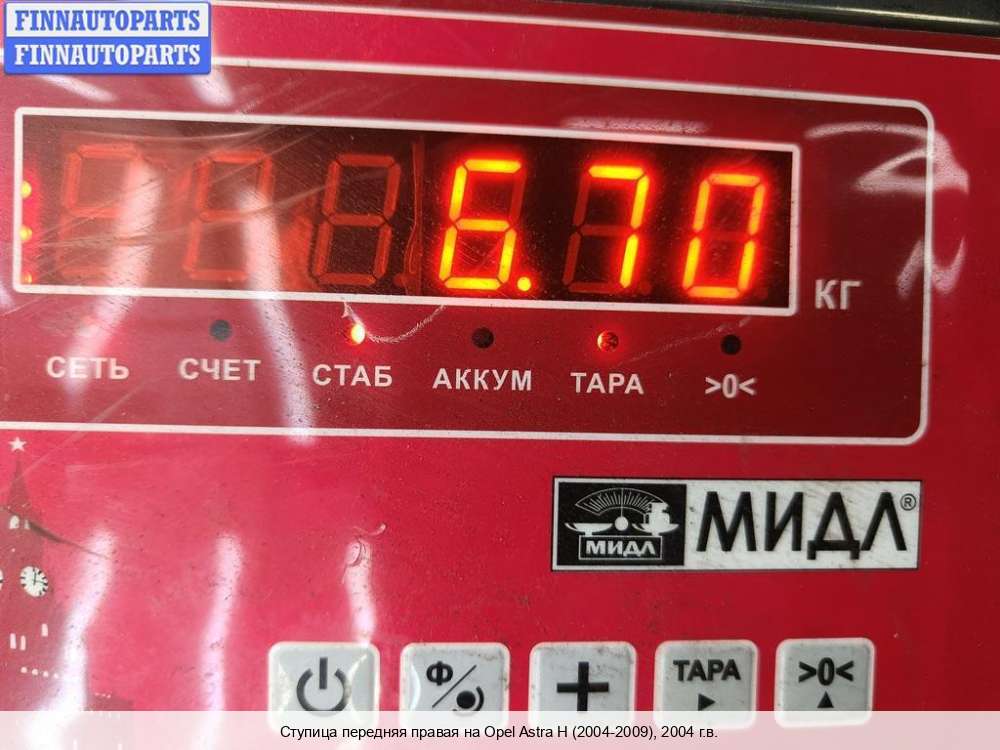 FINNAUTOPARTS
FINNAUTOPARTS
6.70
КГ
СЕТЬ СЧЕТ СТАБ АККУМ ТАРА >0<
МИДЛ МИДЛ®
Ф ТАРА >0<
Ступица передняя правая на Opel Astra H (2004-2009), 2004 г.в.